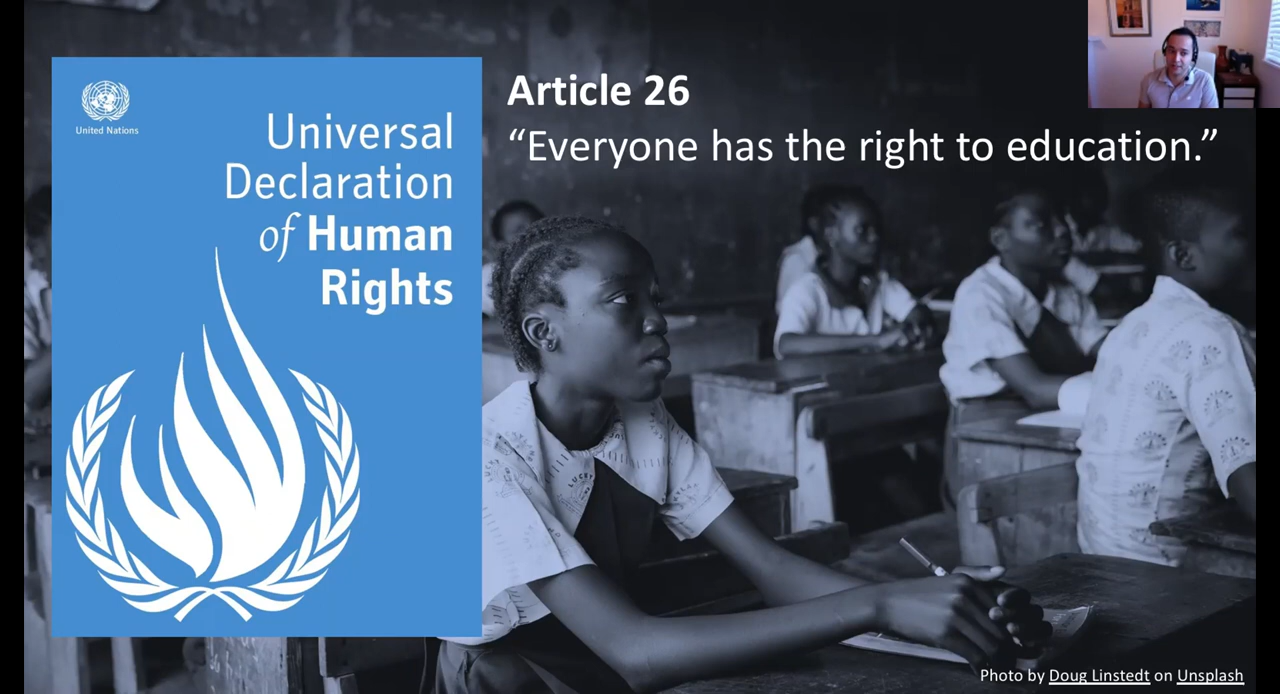 United Nations
Universal
Declaration
of Human
Rights
Article 26
“Everyone has the right to education.”
Photo by Doug Linstedt on Unsplash